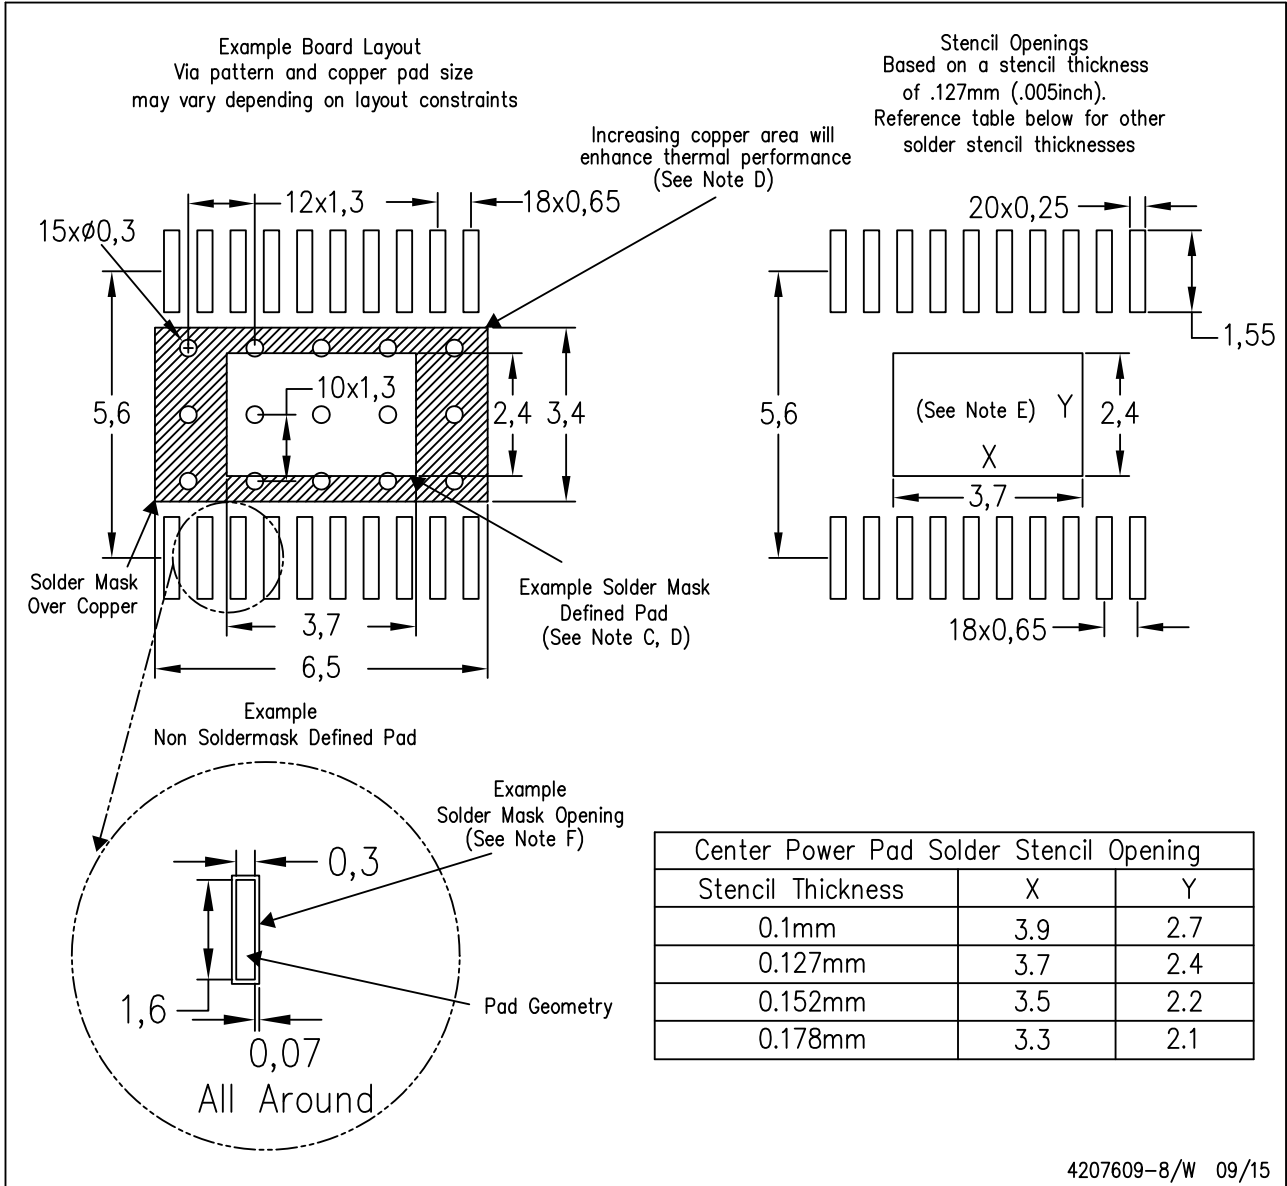 Example Board Layout
Via pattern and copper pad size
may vary depending on layout constraints
Stencil Openings
Based on a stencil thickness
of .127mm (.005inch).
Reference table below for other
solder stencil thicknesses
Increasing copper area will
enhance thermal performance
(See Note D)
12x1,3
18x0,65
15xø0,3
5,6
10x1,3
2,4
3,4
Solder Mask
Over Copper
3,7
6,5
Example Solder Mask
Defined Pad
(See Note C, D)
20x0,25
1,55
5,6
(See Note E)
Y
X
2,4
3,7
18x0,65
Example
Non Soldermask Defined Pad
Example
Solder Mask Opening
(See Note F)
0,3
1,6
Pad Geometry
0,07
All Around
Center Power Pad Solder Stencil Opening
Stencil Thickness X Y
0.1mm 3.9 2.7
0.127mm 3.7 2.4
0.152mm 3.5 2.2
0.178mm 3.3 2.1
4207609-8/W 09/15